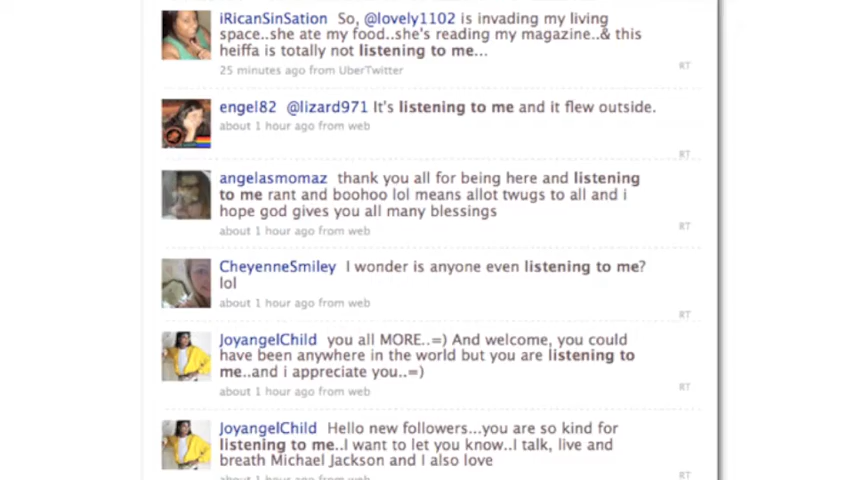 iRicanSinSation So, @lovely1102 is invading my living
space..she ate my food..she's reading my magazine..& this
heiffa is totally not listening to me...
25 minutes ago from UberTwitter
RT
engel82 @lizard971 It's listening to me and it flew outside.
about 1 hour ago from web
RT
angelasmomaz thank you all for being here and listening
to me rant and boohoo lol means allot twugs to all and i
hope god gives you all many blessings
about 1 hour ago from web
RT
CheyenneSmiley I wonder is anyone even listening to me?
lol
about 1 hour ago from web
RT
JoyangelChild you all MORE..=) And welcome, you could
have been anywhere in the world but you are listening to
me..and i appreciate you..=)
about 1 hour ago from web
RT
JoyangelChild Hello new followers...you are so kind for
listening to me..I want to let you know..I talk, live and
breath Michael Jackson and I also love
about 1 hour ago from web
RT